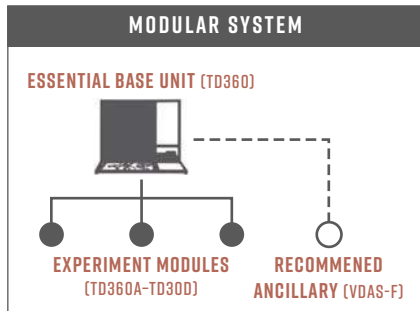 MODULAR SYSTEM
ESSENTIAL BASE UNIT (TD360)
EXPERIMENT MODULES
(TD360A–TD30D)
RECOMMENED
ANCILLARY (VDAS-F)